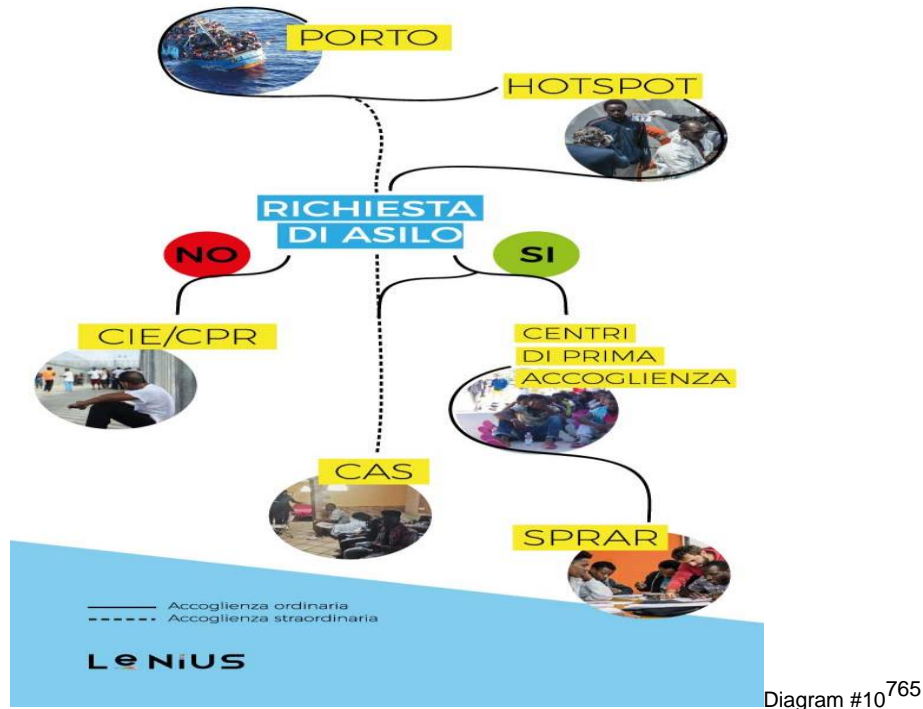 PORTO
HOTSPOT
RICHIESTA
DI ASILO
NO
SI
CIE/CPR
CENTRI
DI PRIMA
ACCOGLIENZA
CAS
SPRAR
Accoglienza ordinaria
Accoglienza straordinaria
LeNiUS
Diagram #10765